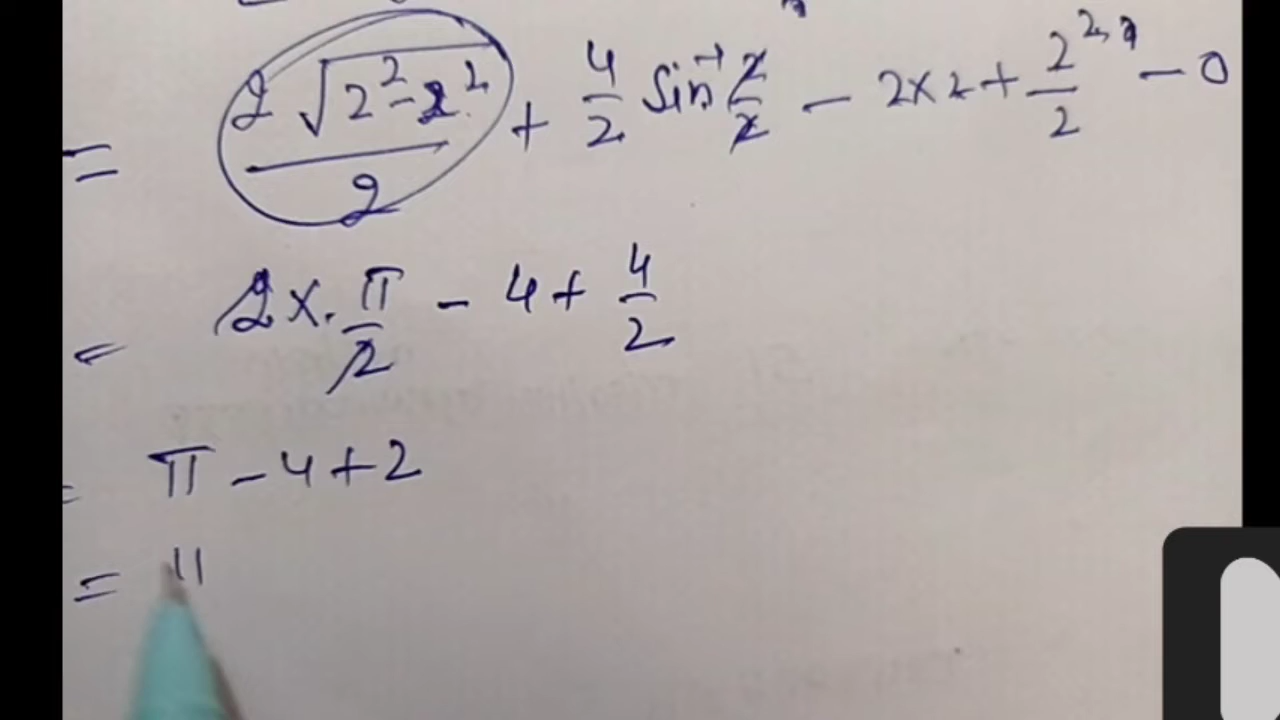 = 2 √(2² - 2²) / 2 + 4/2 sin⁻¹ 2/2 - 2×2 + 2²/2 - 0
= 2 × π/2 - 4 + 4/2
= π - 4 + 2
= π